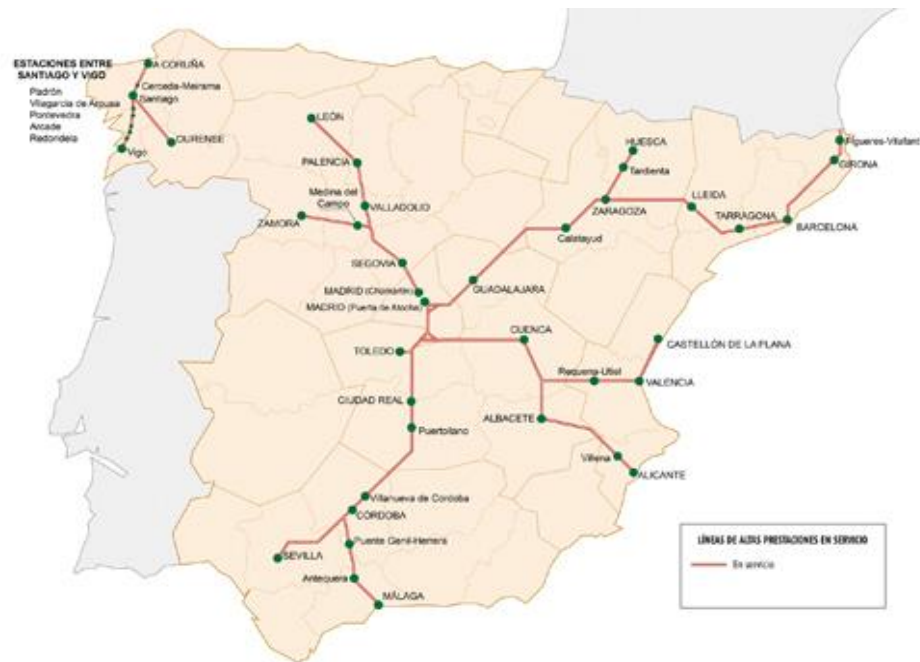 ESTACIONES ENTRE
SANTIAGO Y VIGO
Padrón
Vilagarcía de Arousa
Pontevedra
Arcade
Redondela
A CORUÑA
Cerceda-Meirama
Santiago
OURENSE
Vigo
LEÓN
PALENCIA
Medina del
Campo
VALLADOLID
ZAMORA
SEGOVIA
MADRID (Chamartín)
MADRID (Puerta de Atocha)
GUADALAJARA
Calatayud
ZARAGOZA
HUESCA
Tardienta
LLEIDA
TARRAGONA
BARCELONA
GIRONA
Figueres-Vilafant
TOLEDO
CUENCA
CASTELLÓN DE LA PLANA
Requena-Utiel
VALENCIA
CIUDAD REAL
ALBACETE
Puertollano
Villena
ALICANTE
Villanueva de Córdoba
CÓRDOBA
SEVILLA
Puente Genil-Herrera
Antequera
MÁLAGA
LÍNEAS DE ALTAS PRESTACIONES EN SERVICIO
En servicio